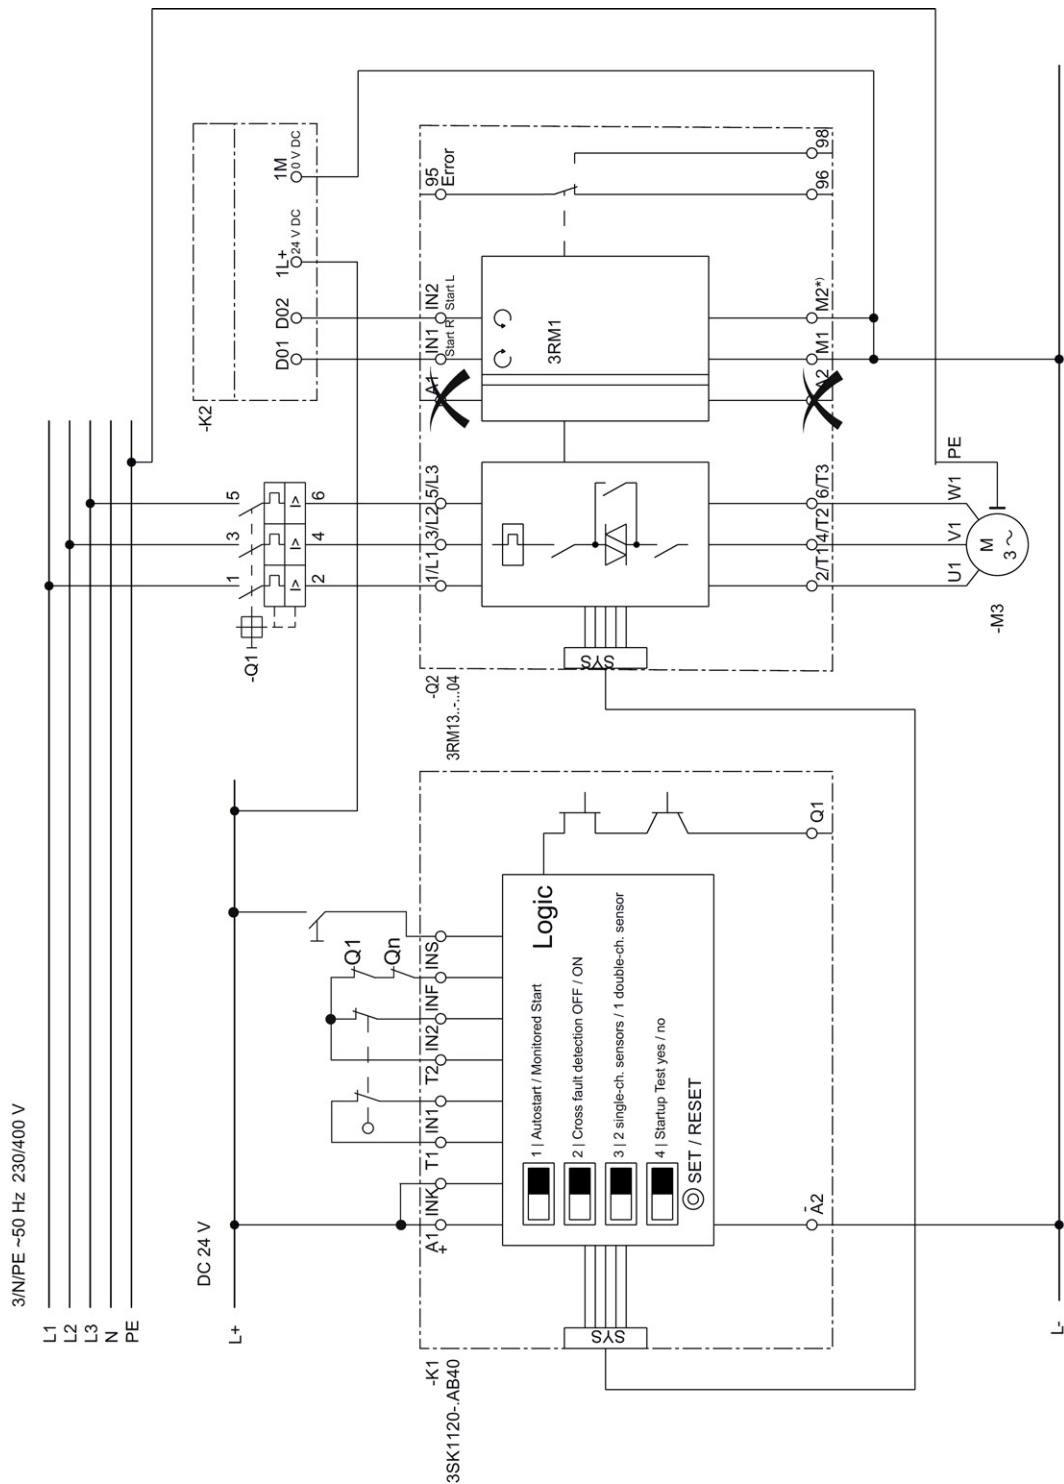 3/N/PE ~50 Hz 230/400 V
L1
L2
L3
N
PE
DC 24 V
L+
-K1
3SK1120-.AB40
A1
+
INK
T1
IN1
T2
IN2
INF
INS
Q1
Qn
Logic
1 | Autostart / Monitored Start
2 | Cross fault detection OFF / ON
3 | 2 single-ch. sensors / 1 double-ch. sensor
4 | Startup Test yes / no
SET / RESET
SYS
A2
-
Q1
L-
-Q1
1
3
5
I>
I>
I>
2
4
6
-Q2
3RM13..-...04
1/L1
3/L2
5/L3
SYS
2/T1
4/T2
6/T3
U1
V1
W1
PE
M
3 ~
-M3
-K2
D01
D02
1L+
24 V DC
1M
0 V DC
A1
IN1
Start R
IN2
Start L
95
Error
3RM1
A2
M1
M2*)
96
98